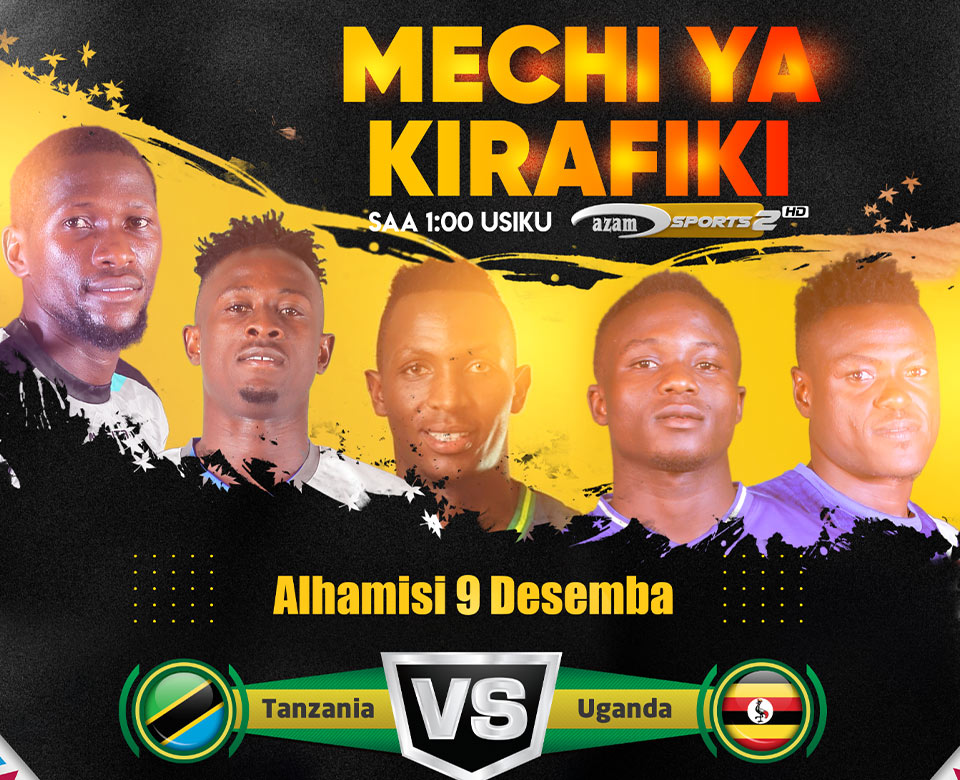 MECHI YA
KIRAFIKI
SAA 1:00 USIKU azam SPORTS 2 HD
Alhamisi 9 Desemba
Tanzania VS Uganda